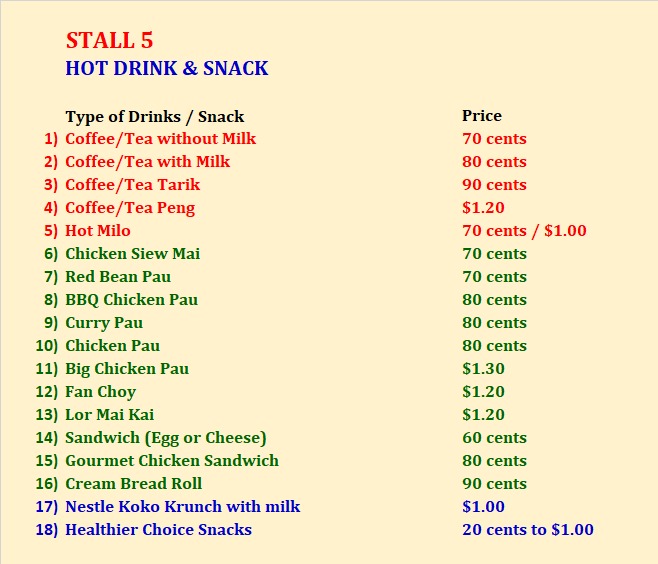 STALL 5
HOT DRINK & SNACK
Type of Drinks / Snack Price
1) Coffee/Tea without Milk 70 cents
2) Coffee/Tea with Milk 80 cents
3) Coffee/Tea Tarik 90 cents
4) Coffee/Tea Peng $1.20
5) Hot Milo 70 cents / $1.00
6) Chicken Siew Mai 70 cents
7) Red Bean Pau 70 cents
8) BBQ Chicken Pau 80 cents
9) Curry Pau 80 cents
10) Chicken Pau 80 cents
11) Big Chicken Pau $1.30
12) Fan Choy $1.20
13) Lor Mai Kai $1.20
14) Sandwich (Egg or Cheese) 60 cents
15) Gourmet Chicken Sandwich 80 cents
16) Cream Bread Roll 90 cents
17) Nestle Koko Krunch with milk $1.00
18) Healthier Choice Snacks 20 cents to $1.00